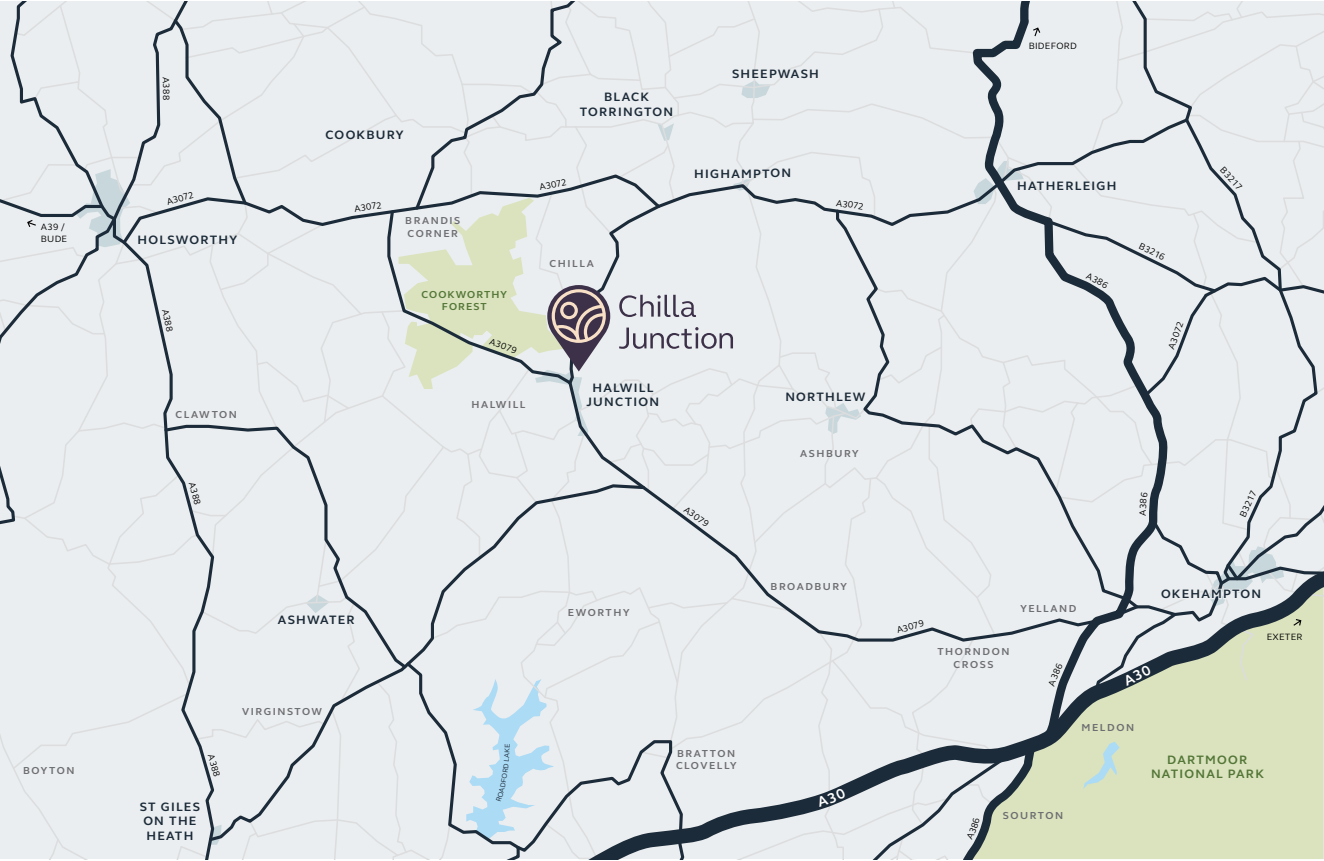 BIDEFORD
SHEEPWASH
A388
BLACK
TORRINGTON
COOKBURY
HIGHAMPTON
HATHERLEIGH
B3217
A3072
A3072
A3072
A3072
BRANDIS
CORNER
A39 /
BUDE
HOLSWORTHY
B3216
CHILLA
A386
COOKWORTHY
FOREST
Chilla
Junction
A388
A3072
A3079
HALWILL
JUNCTION
HALWILL
NORTHLEW
CLAWTON
ASHBURY
A388
A386
B3217
A3079
BROADBURY
OKEHAMPTON
EWORTHY
YELLAND
ASHWATER
A3079
EXETER
THORNDON
CROSS
A386
A30
VIRGINSTOW
MELDON
BRATTON
CLOVELLY
BOYTON
A388
ROADFORD LAKE
DARTMOOR
NATIONAL PARK
A30
ST GILES
ON THE
HEATH
SOURTON
A386